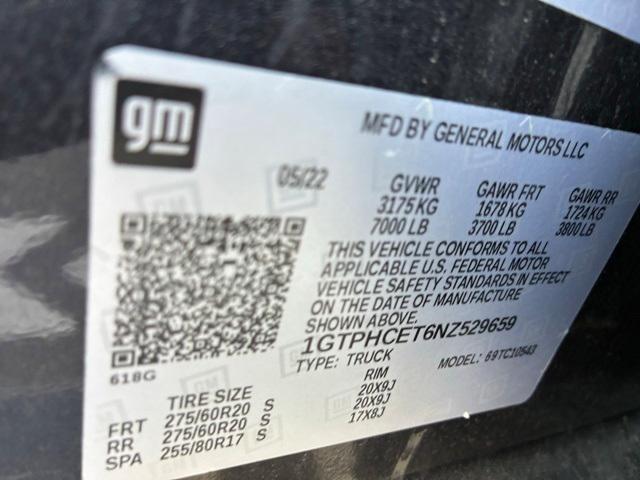 gm
MFD BY GENERAL MOTORS LLC
05/22
GVWR GAWR FRT GAWR RR
3175 KG 1678 KG 1724 KG
7000 LB 3700 LB 3800 LB
THIS VEHICLE CONFORMS TO ALL
APPLICABLE U.S. FEDERAL MOTOR
VEHICLE SAFETY STANDARDS IN EFFECT
ON THE DATE OF MANUFACTURE
SHOWN ABOVE.
1GTPHCET6NZ529659
TYPE: TRUCK MODEL: 69TC10543
618G
TIRE SIZE RIM
FRT 275/60R20 S 20X9J
RR 275/60R20 S 20X9J
SPA 255/80R17 S 17X8J